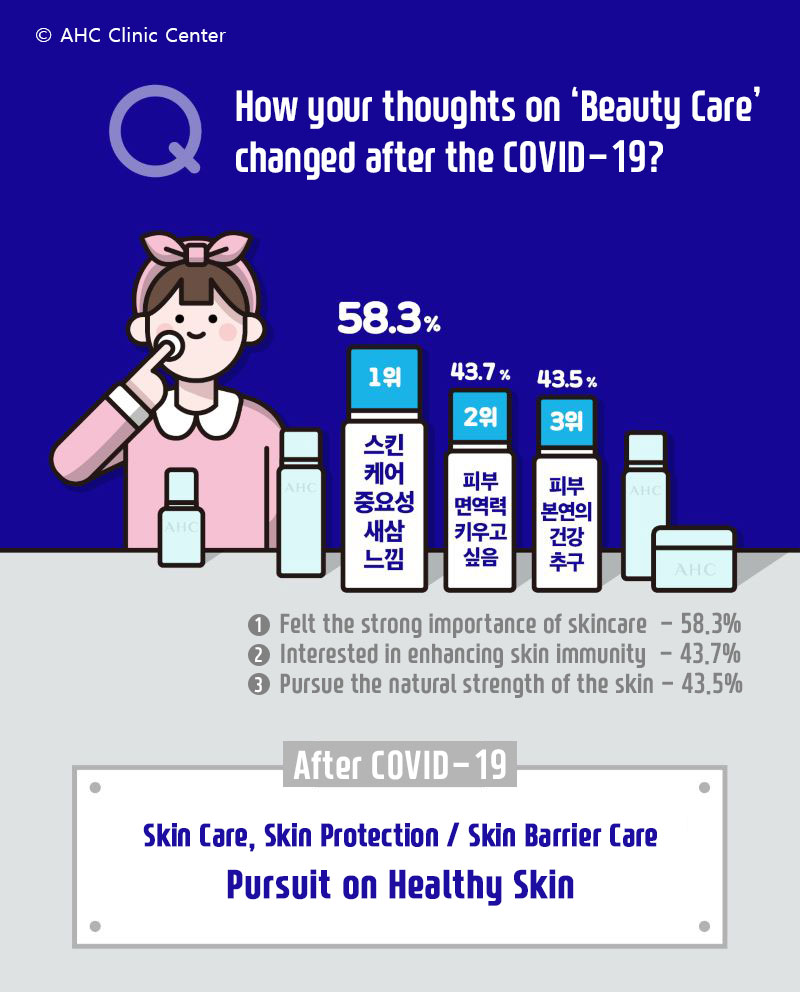 © AHC Clinic Center
Q
How your thoughts on ‘Beauty Care’
changed after the COVID-19?
58.3%
1위
스킨
케어
중요성
새삼
느낌
43.7%
2위
피부
면역력
키우고
싶음
43.5%
3위
피부
본연의
건강
추구
AHC
AHC
AHC
AHC
1 Felt the strong importance of skincare - 58.3%
2 Interested in enhancing skin immunity - 43.7%
3 Pursue the natural strength of the skin - 43.5%
After COVID-19
Skin Care, Skin Protection / Skin Barrier Care
Pursuit on Healthy Skin